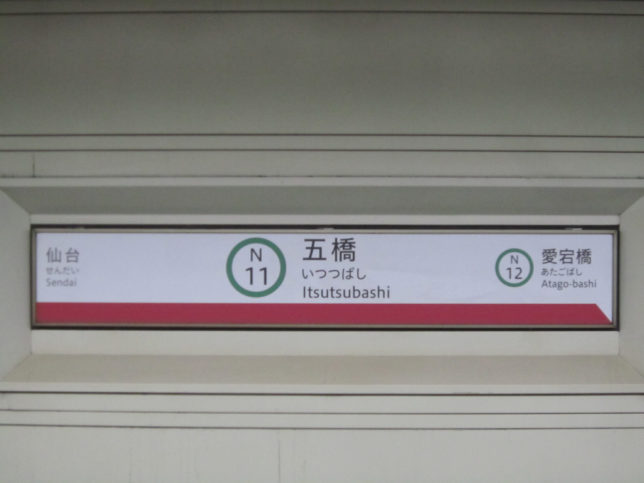 仙台
せんだい
Sendai
N
11
五橋
いつつばし
Itsutsubashi
N
12
愛宕橋
あたごばし
Atago-bashi